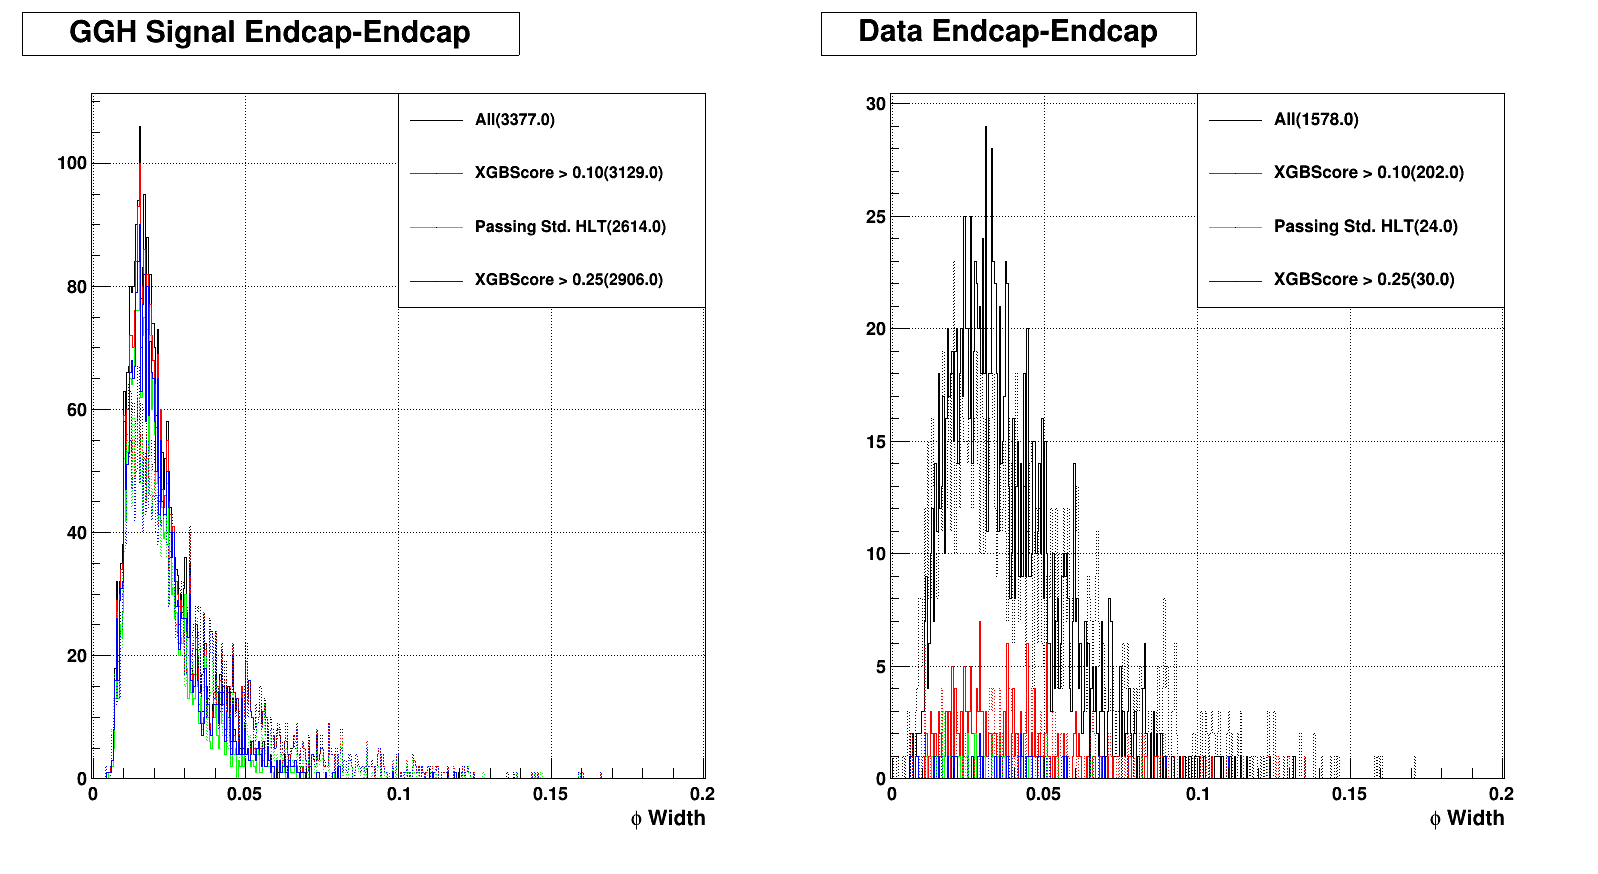 GGH Signal Endcap-Endcap
All(3377.0)
XGBScore > 0.10(3129.0)
Passing Std. HLT(2614.0)
XGBScore > 0.25(2906.0)
100
80
60
40
20
0
0
0.05
0.1
0.15
0.2
ϕ Width
Data Endcap-Endcap
All(1578.0)
XGBScore > 0.10(202.0)
Passing Std. HLT(24.0)
XGBScore > 0.25(30.0)
30
25
20
15
10
5
0
0
0.05
0.1
0.15
0.2
ϕ Width